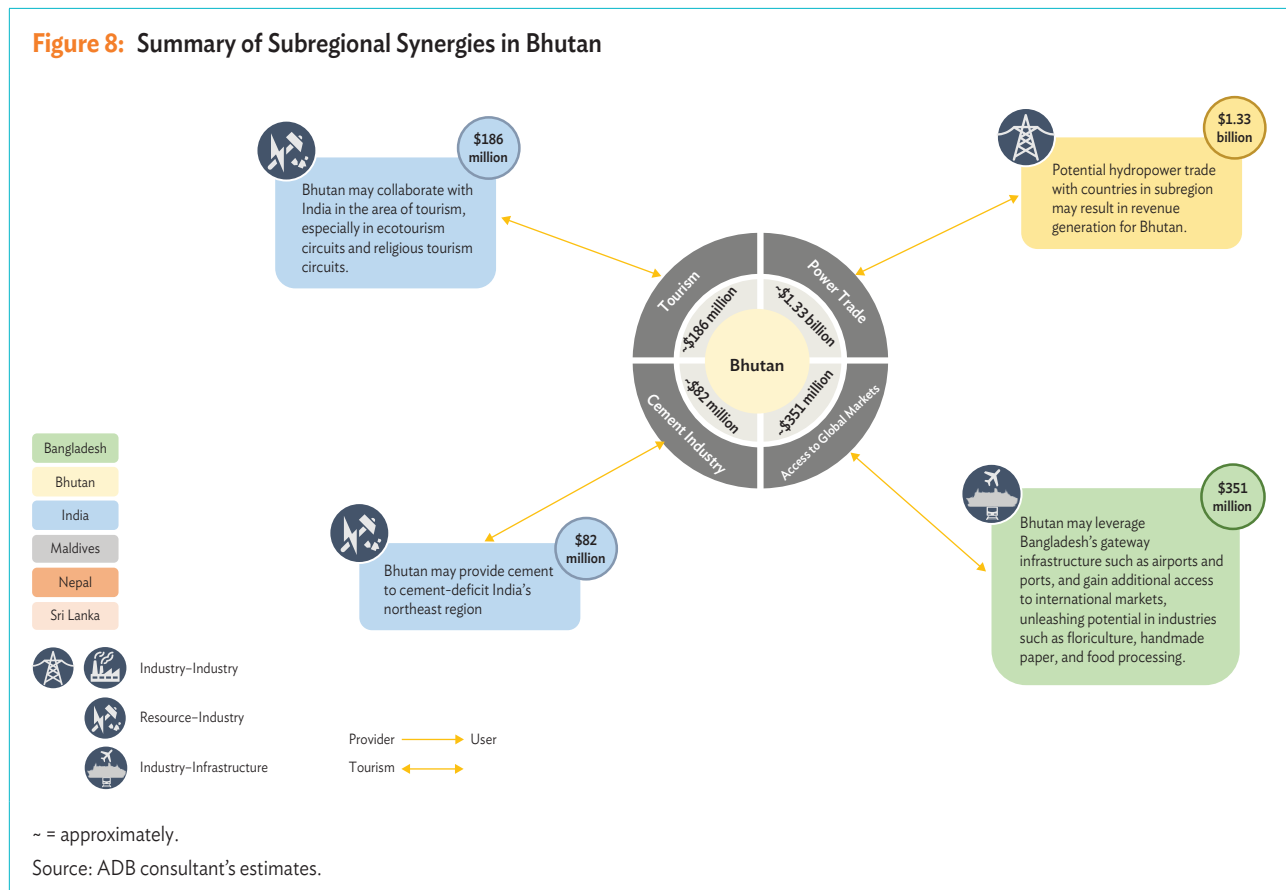 Figure 8: Summary of Subregional Synergies in Bhutan
$186
million
Bhutan may collaborate with
India in the area of tourism,
especially in ecotourism
circuits and religious tourism
circuits.
$1.33
billion
Potential hydropower trade
with countries in subregion
may result in revenue
generation for Bhutan.
Tourism
Power Trade
~$186 million
~$1.33 billion
Bhutan
~$82 million
~$351 million
Cement Industry
Access to Global Markets
Bangladesh
Bhutan
India
Maldives
Nepal
Sri Lanka
$82
million
Bhutan may provide cement
to cement-deficit India's
northeast region
$351
million
Bhutan may leverage
Bangladesh's gateway
infrastructure such as airports and
ports, and gain additional access
to international markets,
unleashing potential in industries
such as floriculture, handmade
paper, and food processing.
Industry–Industry
Resource–Industry
Industry–Infrastructure
Provider User
Tourism
~ = approximately.
Source: ADB consultant's estimates.